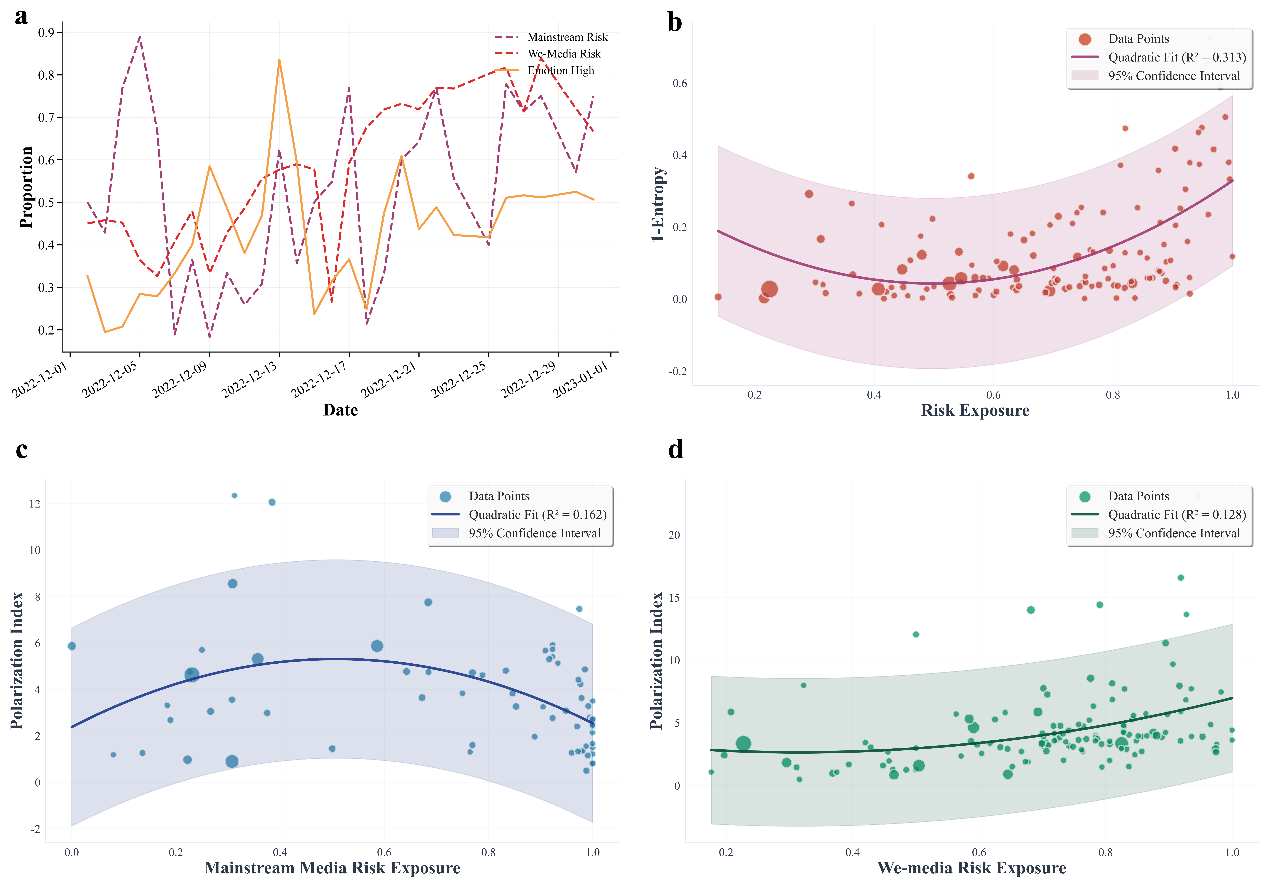 a
0.9
0.8
0.7
0.6
0.5
0.4
0.3
0.2
Proportion
Mainstream Risk
We-Media Risk
Emotion High
2022-12-01
2022-12-05
2022-12-09
2022-12-13
2022-12-17
2022-12-21
2022-12-25
2022-12-29
2023-01-01
Date
b
0.6
0.4
0.2
0.0
-0.2
1-Entropy
Data Points
Quadratic Fit (R² = 0.313)
95% Confidence Interval
0.2 0.4 0.6 0.8 1.0
Risk Exposure
c
12
10
8
6
4
2
0
-2
Polarization Index
Data Points
Quadratic Fit (R² = 0.162)
95% Confidence Interval
0.0 0.2 0.4 0.6 0.8 1.0
Mainstream Media Risk Exposure
d
20
15
10
5
0
Polarization Index
Data Points
Quadratic Fit (R² = 0.128)
95% Confidence Interval
0.2 0.4 0.6 0.8 1.0
We-media Risk Exposure